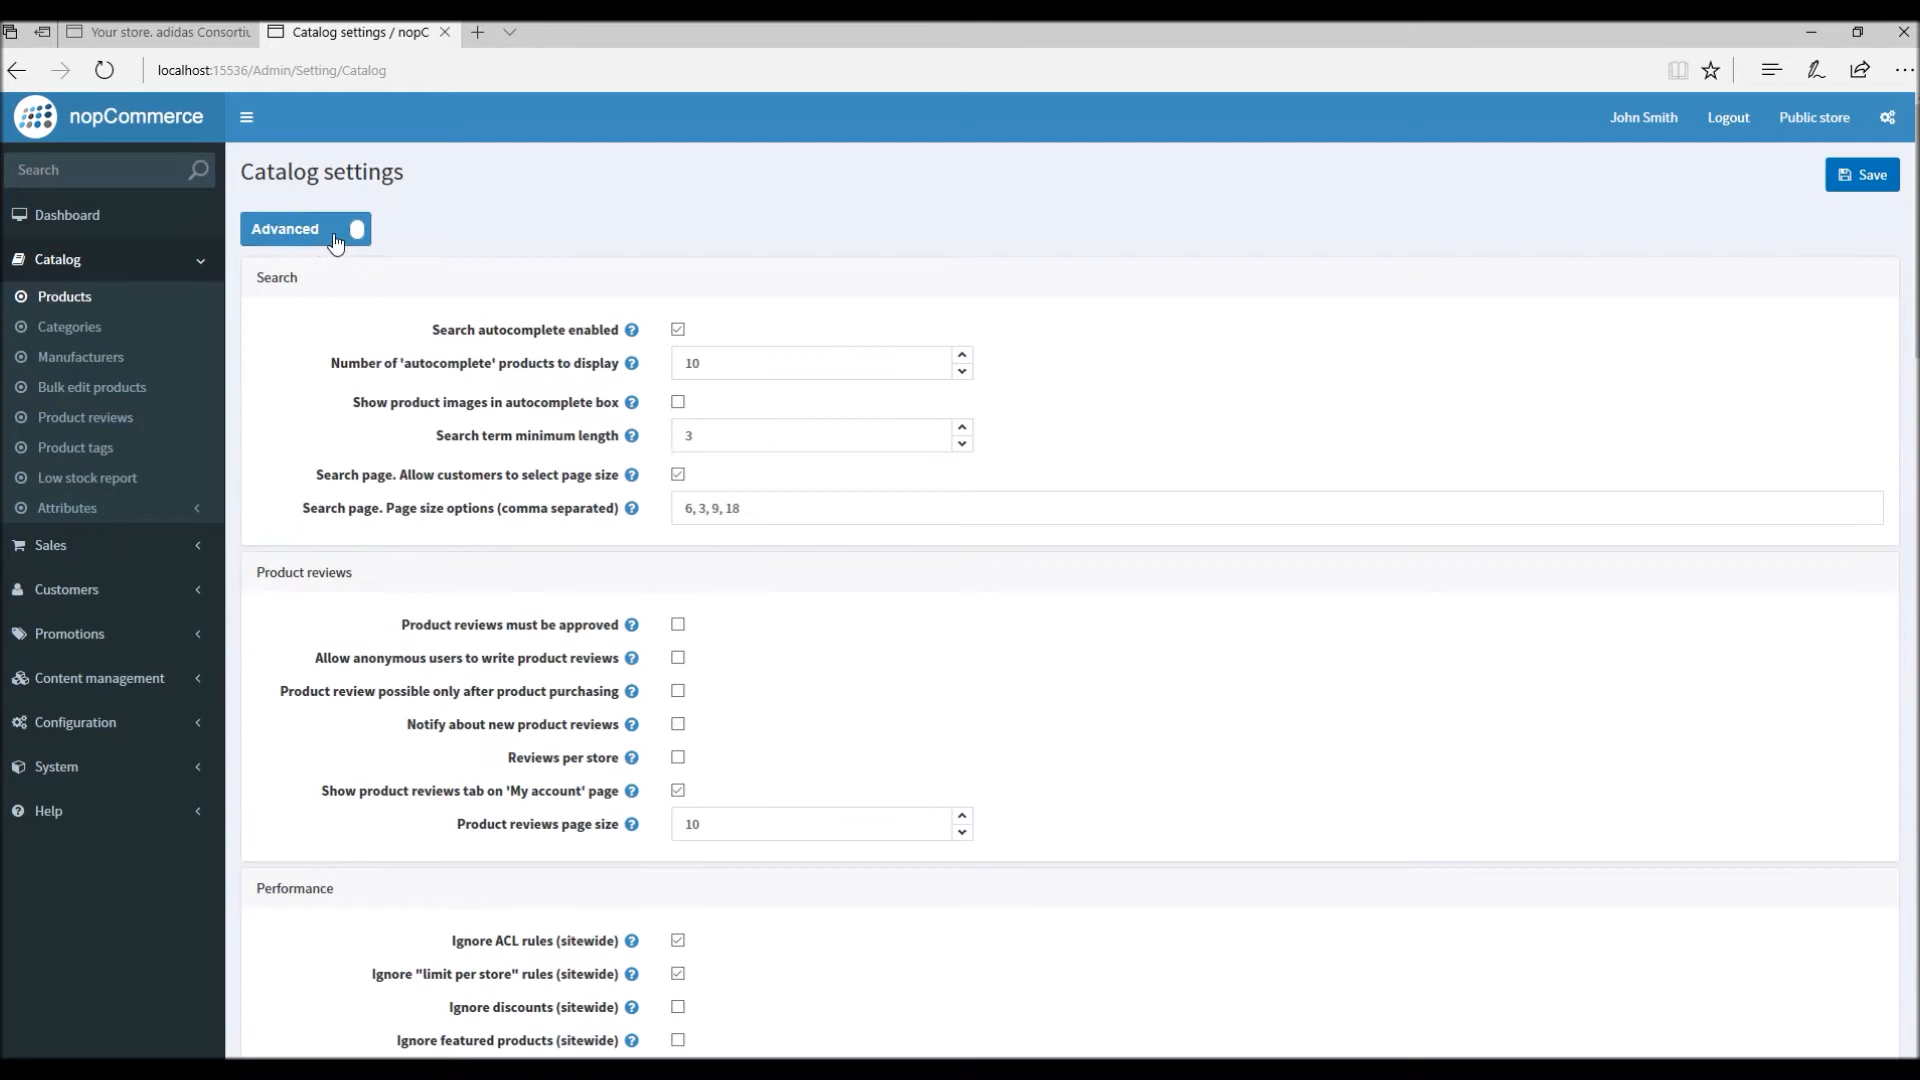 Your store. adidas Consortiu
Catalog settings / nopC
localhost:15536/Admin/Setting/Catalog
nopCommerce
John Smith
Logout
Public store
Search
Dashboard
Catalog
Products
Categories
Manufacturers
Bulk edit products
Product reviews
Product tags
Low stock report
Attributes
Sales
Customers
Promotions
Content management
Configuration
System
Help
Catalog settings
Save
Advanced
Search
Search autocomplete enabled
Number of 'autocomplete' products to display 10
Show product images in autocomplete box
Search term minimum length 3
Search page. Allow customers to select page size
Search page. Page size options (comma separated) 6, 3, 9, 18
Product reviews
Product reviews must be approved
Allow anonymous users to write product reviews
Product review possible only after product purchasing
Notify about new product reviews
Reviews per store
Show product reviews tab on 'My account' page
Product reviews page size 10
Performance
Ignore ACL rules (sitewide)
Ignore "limit per store" rules (sitewide)
Ignore discounts (sitewide)
Ignore featured products (sitewide)